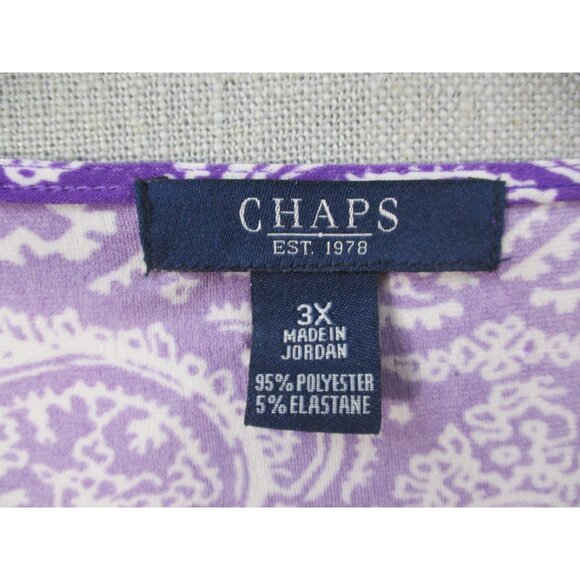 CHAPS
EST. 1978
3X
MADE IN
JORDAN
95% POLYESTER
5% ELASTANE